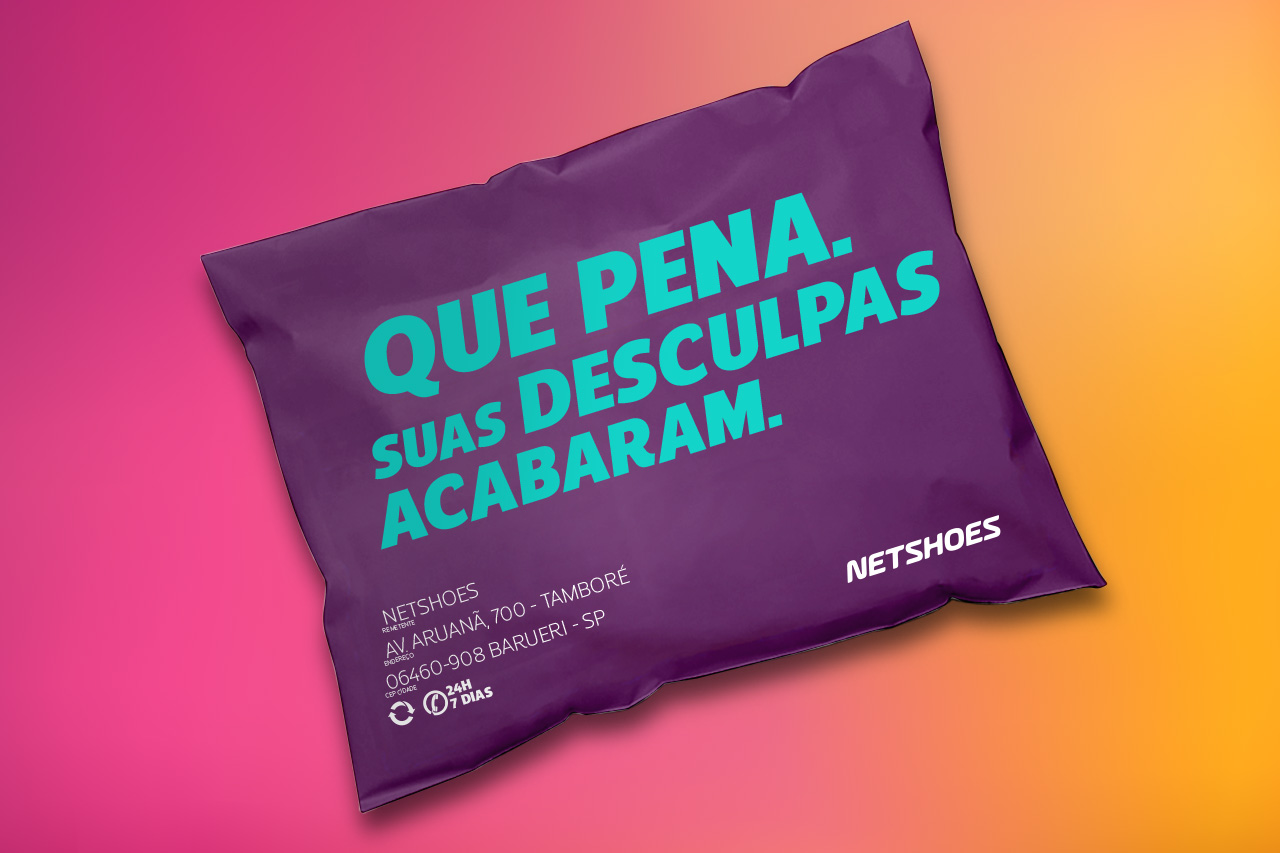 QUE PENA.
SUAS DESCULPAS
ACABARAM.
NETSHOES
NETSHOES
REMETENTE
AV. ARUANÃ, 700 - TAMBORÉ
ENDEREÇO
06460-908 BARUERI - SP
CEP CIDADE
24H
7 DIAS